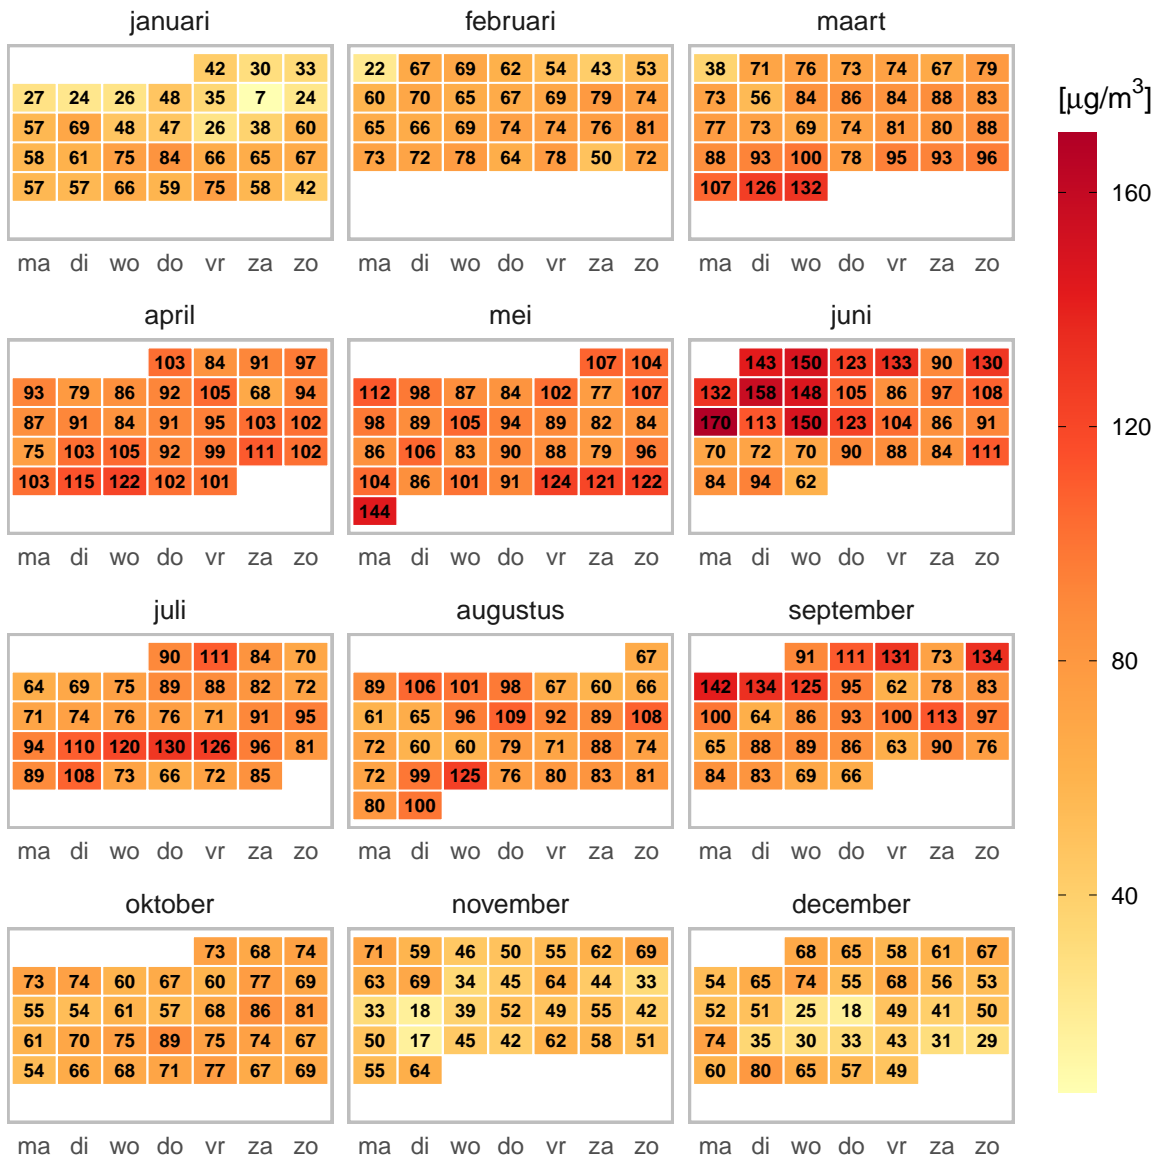 januari februari maart
42 30 33 22 67 69 62 54 43 53 38 71 76 73 74 67 79
27 24 26 48 35 7 24 60 70 65 67 69 79 74 73 56 84 86 84 88 83
57 69 48 47 26 38 60 65 66 69 74 74 76 81 77 73 69 74 81 80 88
58 61 75 84 66 65 67 73 72 78 64 78 50 72 88 93 100 78 95 93 96
57 57 66 59 75 58 42 107 126 132
ma di wo do vr za zo ma di wo do vr za zo ma di wo do vr za zo
april mei juni
103 84 91 97 107 104 143 150 123 133 90 130
93 79 86 92 105 68 94 112 98 87 84 102 77 107 132 158 148 105 86 97 108
87 91 84 91 95 103 102 98 89 105 94 89 82 84 170 113 150 123 104 86 91
75 103 105 92 99 111 102 86 106 83 90 88 79 96 70 72 70 90 88 84 111
103 115 122 102 101 104 86 101 91 124 121 122 84 94 62
144
ma di wo do vr za zo ma di wo do vr za zo ma di wo do vr za zo
juli augustus september
90 111 84 70 67 91 111 131 73 134
64 69 75 89 88 82 72 89 106 101 98 67 60 66 142 134 125 95 62 78 83
71 74 76 76 71 91 95 61 65 96 109 92 89 108 100 64 86 93 100 113 97
94 110 120 130 126 96 81 72 60 60 79 71 88 74 65 88 89 86 63 90 76
89 108 73 66 72 85 72 99 125 76 80 83 81 84 83 69 66
80 100
ma di wo do vr za zo ma di wo do vr za zo ma di wo do vr za zo
oktober november december
73 68 74 71 59 46 50 55 62 69 68 65 58 61 67
73 74 60 67 60 77 69 63 69 34 45 64 44 33 54 65 74 55 68 56 53
55 54 61 57 68 86 81 33 18 39 52 49 55 42 52 51 25 18 49 41 50
61 70 75 89 75 74 67 50 17 45 42 62 58 51 74 35 30 33 43 31 29
54 66 68 71 77 67 69 55 64 60 80 65 57 49
ma di wo do vr za zo ma di wo do vr za zo ma di wo do vr za zo
[μg/m³]
160
120
80
40